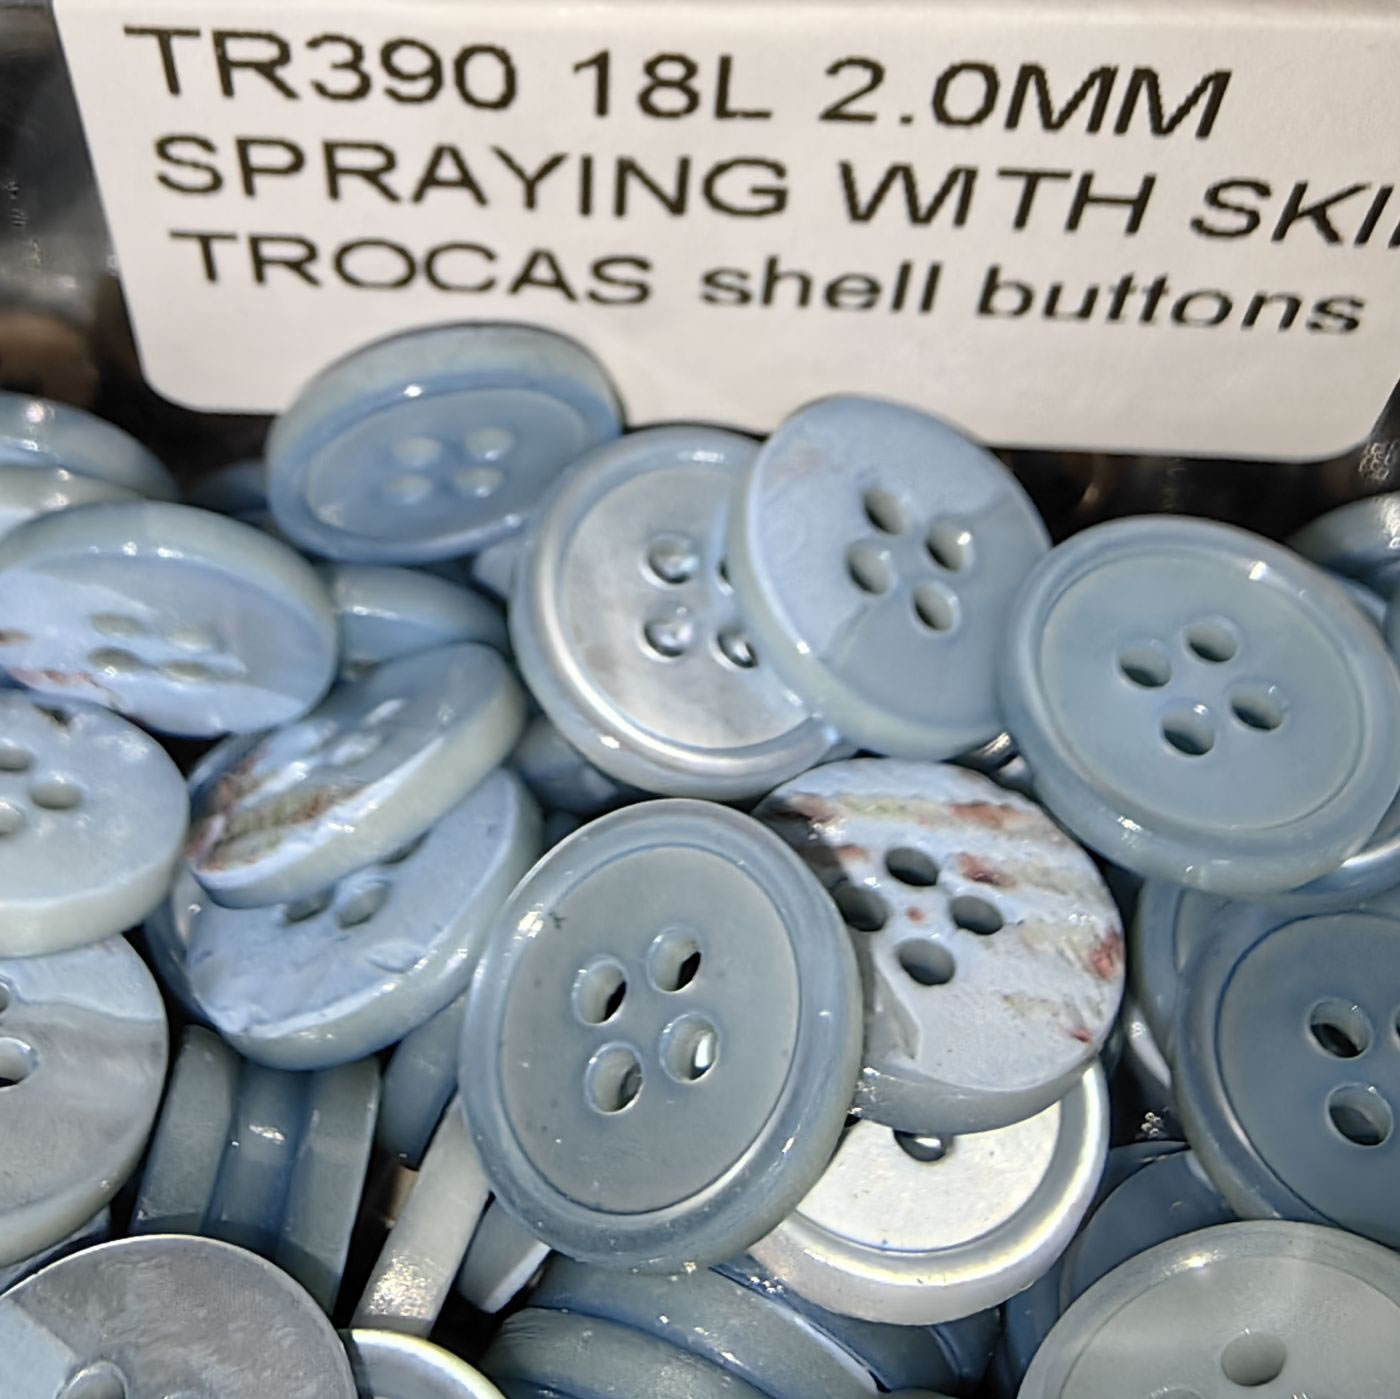 TR390 18L 2.0MM
SPRAYING WITH
TROCAS shell buttons